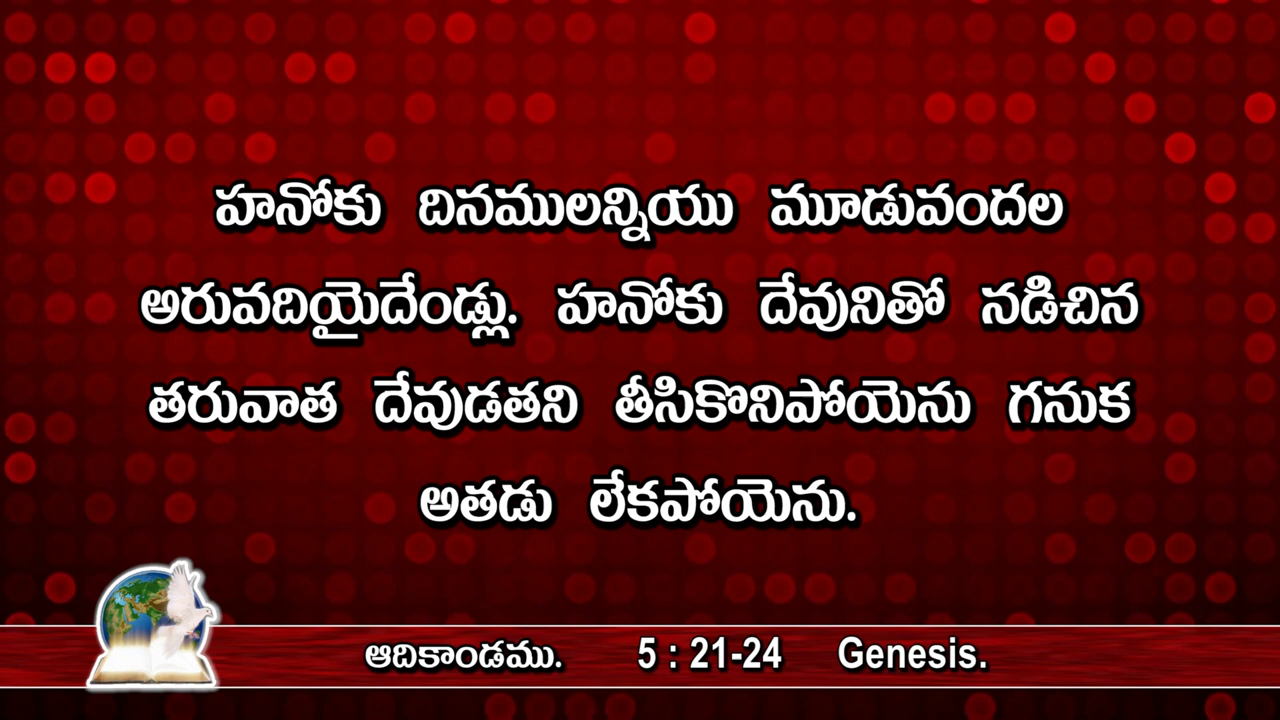 హనోకు దినములన్నియు మూడువందల
అరువదియైదేండ్లు. హనోకు దేవునితో నడిచిన
తరువాత దేవుడతని తీసికొనిపోయెను గనుక
అతడు లేకపోయెను.
ఆదికాండము. 5 : 21-24 Genesis.